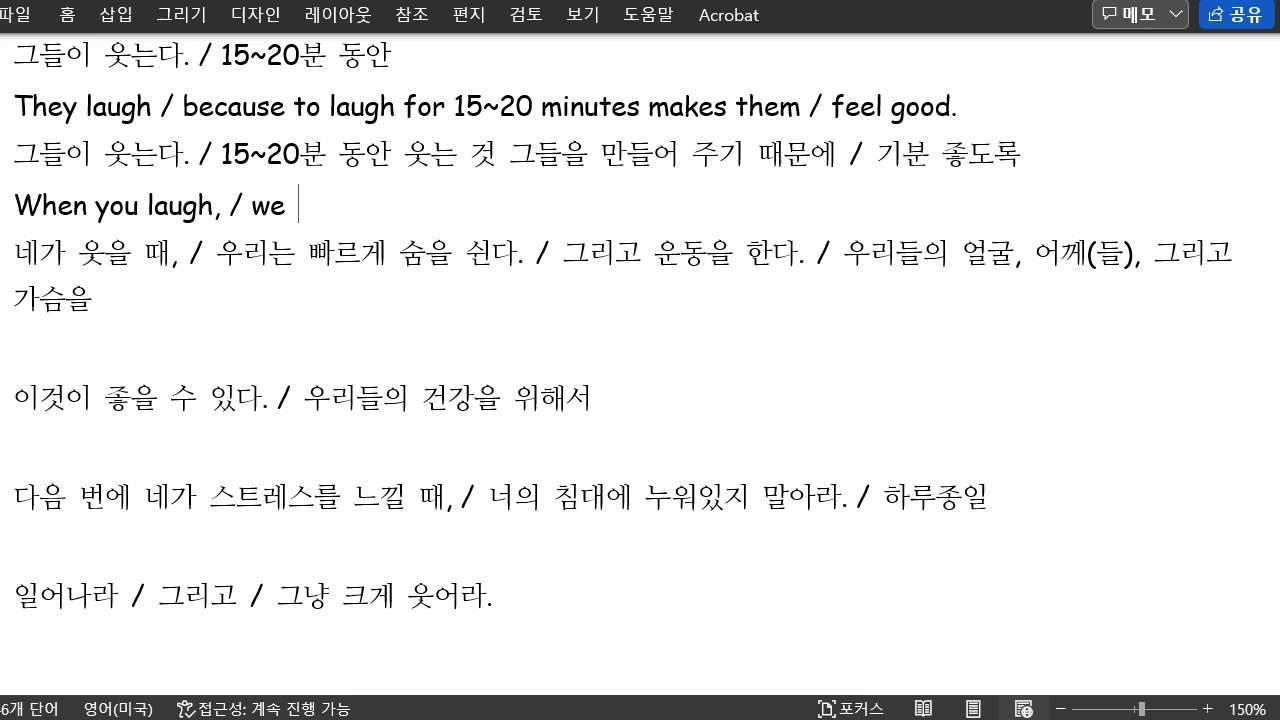 파일 홈 삽입 그리기 디자인 레이아웃 참조 편지 검토 보기 도움말 Acrobat 메모 공유
그들이 웃는다. / 15~20분 동안
They laugh / because to laugh for 15~20 minutes makes them / feel good.
그들이 웃는다. / 15~20분 동안 웃는 것 그들을 만들어 주기 때문에 / 기분 좋도록
When you laugh, / we
네가 웃을 때, / 우리는 빠르게 숨을 쉰다. / 그리고 운동을 한다. / 우리들의 얼굴, 어께(들), 그리고
가슴을
이것이 좋을 수 있다. / 우리들의 건강을 위해서
다음 번에 네가 스트레스를 느낄 때, / 너의 침대에 누워있지 말아라. / 하루종일
일어나라 / 그리고 / 그냥 크게 웃어라.
6개 단어 영어(미국) 접근성: 계속 진행 가능 포커스 150%